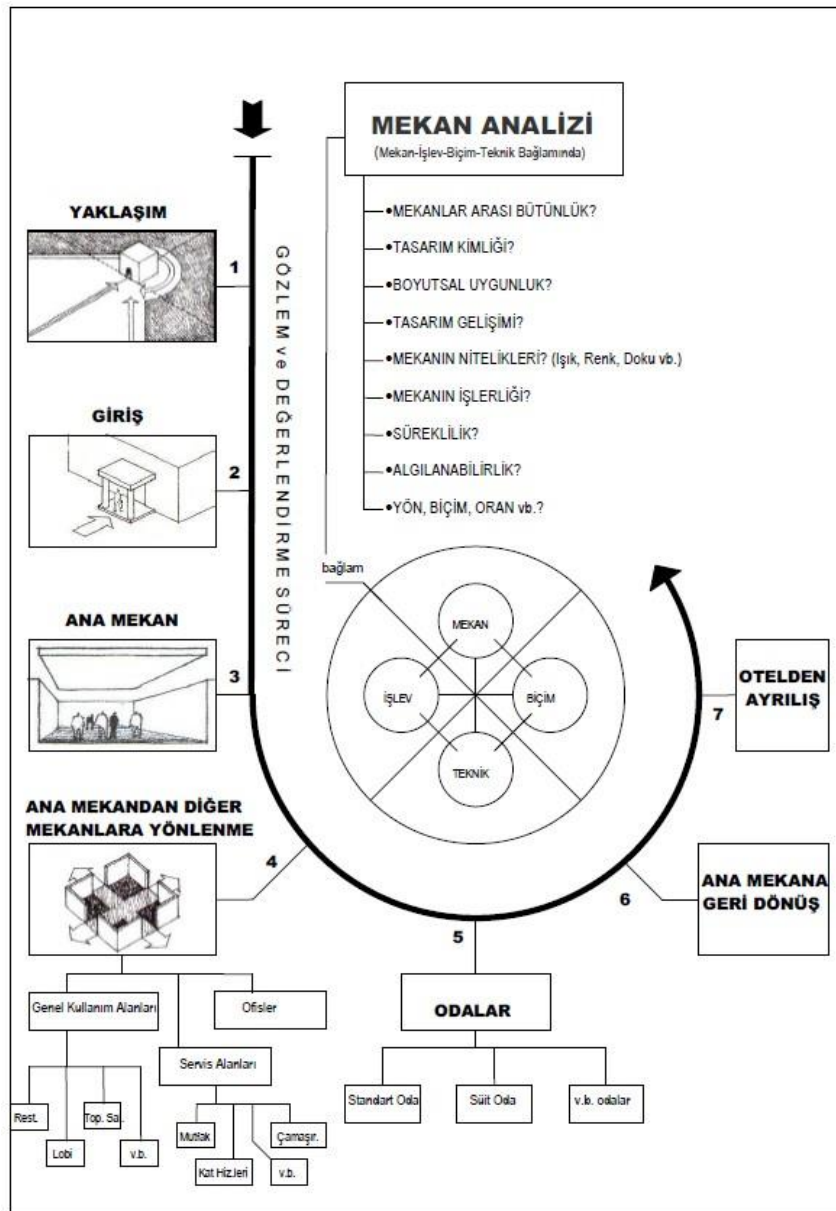 MEKAN ANALİZİ
(Mekan-İşlev-Biçim-Teknik Bağlamında)
•MEKANLAR ARASI BÜTÜNLÜK?
•TASARIM KİMLİĞİ?
•BOYUTSAL UYGUNLUK?
•TASARIM GELİŞİMİ?
•MEKANIN NİTELİKLERİ? (Işık, Renk, Doku vb.)
•MEKANIN İŞLERLİĞİ?
•SÜREKLİLİK?
•ALGILANABİLİRLİK?
•YÖN, BİÇİM, ORAN vb.?
GÖZLEM ve DEĞERLENDİRME SÜRECİ
YAKLAŞIM
1
GİRİŞ
2
ANA MEKAN
3
bağlam
MEKAN
İŞLEV
BİÇİM
TEKNİK
ANA MEKANDAN DİĞER
MEKANLARA YÖNLENME
4
Genel Kullanım Alanları
Ofisler
Servis Alanları
Rest.
Top. Sal.
Lobi
v.b.
Mutfak
Çamaşır.
Kat Hiz.leri
v.b.
5
ODALAR
Standart Oda
Süit Oda
v.b. odalar
6
ANA MEKANA
GERİ DÖNÜŞ
7
OTELDEN
AYRILIŞ